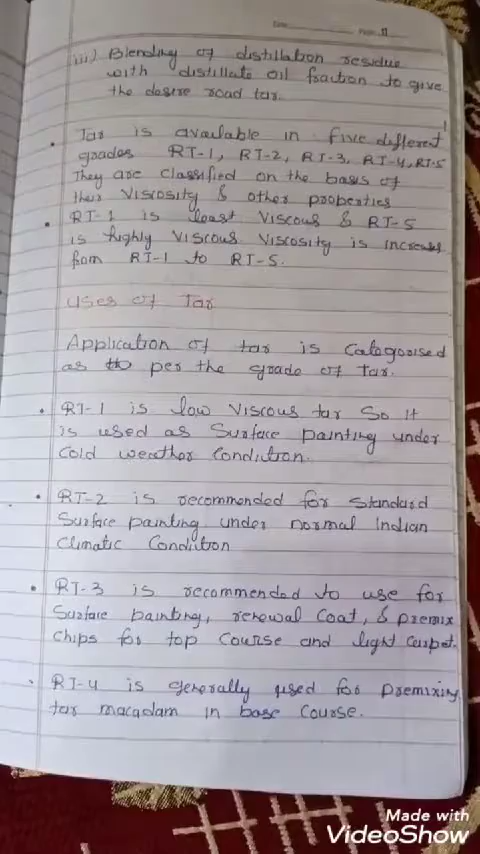 Date Page 11
iii) Blending of distillation residue
with distillate oil fraction to give
the desire road tar.
• Tar is available in five different
grades RT-1, RT-2, RT-3, RT-4, RT-5
They are classified on the basis of
their viscosity & other properties
• RT-1 is least viscous & RT-5
is highly viscous. Viscosity is increases
from RT-1 to RT-5.
Uses of Tar
Application of tar is categorised
as per the grade of Tar.
• RT-1 is low viscous tar so it
is used as surface painting under
cold weather condition.
• RT-2 is recommended for standard
surface painting under normal Indian
climatic condition
• RT-3 is recommended to use for
surface painting, renewal coat, & premix
chips for top course and light carpet.
• RT-4 is generally used for premixing
tar macadam in base course.
Made with
VideoShow